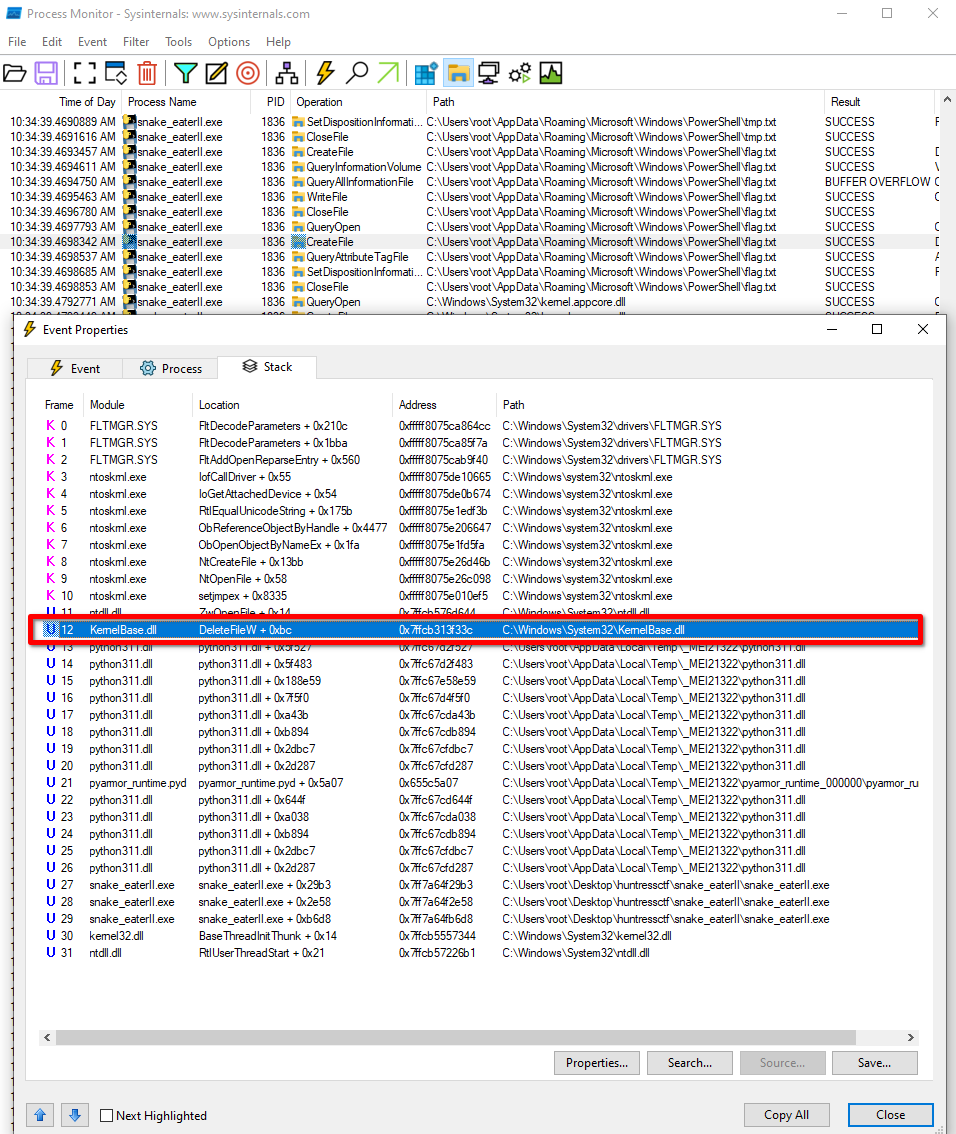 Process Monitor - Sysinternals: www.sysinternals.com
File Edit Event Filter Tools Options Help
Time of Day Process Name PID Operation Path Result
10:34:39.4690889 AM snake_eaterII.exe 1836 SetDispositionInformati... C:\Users\root\AppData\Roaming\Microsoft\Windows\PowerShell\tmp.txt SUCCESS
10:34:39.4691616 AM snake_eaterII.exe 1836 CloseFile C:\Users\root\AppData\Roaming\Microsoft\Windows\PowerShell\tmp.txt SUCCESS
10:34:39.4693457 AM snake_eaterII.exe 1836 CreateFile C:\Users\root\AppData\Roaming\Microsoft\Windows\PowerShell\flag.txt SUCCESS
10:34:39.4694611 AM snake_eaterII.exe 1836 QueryInformationVolume C:\Users\root\AppData\Roaming\Microsoft\Windows\PowerShell\flag.txt SUCCESS
10:34:39.4694750 AM snake_eaterII.exe 1836 QueryAllInformationFile C:\Users\root\AppData\Roaming\Microsoft\Windows\PowerShell\flag.txt BUFFER OVERFLOW
10:34:39.4695463 AM snake_eaterII.exe 1836 WriteFile C:\Users\root\AppData\Roaming\Microsoft\Windows\PowerShell\flag.txt SUCCESS
10:34:39.4696780 AM snake_eaterII.exe 1836 CloseFile C:\Users\root\AppData\Roaming\Microsoft\Windows\PowerShell\flag.txt SUCCESS
10:34:39.4697793 AM snake_eaterII.exe 1836 QueryOpen C:\Users\root\AppData\Roaming\Microsoft\Windows\PowerShell\flag.txt SUCCESS
10:34:39.4698342 AM snake_eaterII.exe 1836 CreateFile C:\Users\root\AppData\Roaming\Microsoft\Windows\PowerShell\flag.txt SUCCESS
10:34:39.4698537 AM snake_eaterII.exe 1836 QueryAttributeTagFile C:\Users\root\AppData\Roaming\Microsoft\Windows\PowerShell\flag.txt SUCCESS
10:34:39.4698685 AM snake_eaterII.exe 1836 SetDispositionInformati... C:\Users\root\AppData\Roaming\Microsoft\Windows\PowerShell\flag.txt SUCCESS
10:34:39.4698853 AM snake_eaterII.exe 1836 CloseFile C:\Users\root\AppData\Roaming\Microsoft\Windows\PowerShell\flag.txt SUCCESS
10:34:39.4792771 AM snake_eaterII.exe 1836 QueryOpen C:\Windows\System32\kernel.appcore.dll SUCCESS
Event Properties
Event Process Stack
Frame Module Location Address Path
K 0 FLTMGR.SYS FltDecodeParameters + 0x210c 0xfffff8075ca864cc C:\Windows\System32\drivers\FLTMGR.SYS
K 1 FLTMGR.SYS FltDecodeParameters + 0x1bba 0xfffff8075ca85f7a C:\Windows\System32\drivers\FLTMGR.SYS
K 2 FLTMGR.SYS FltAddOpenReparseEntry + 0x560 0xfffff8075cab9f40 C:\Windows\System32\drivers\FLTMGR.SYS
K 3 ntoskrnl.exe IofCallDriver + 0x55 0xfffff8075de10665 C:\Windows\system32\ntoskrnl.exe
K 4 ntoskrnl.exe IoGetAttachedDevice + 0x54 0xfffff8075de0b674 C:\Windows\system32\ntoskrnl.exe
K 5 ntoskrnl.exe RtlEqualUnicodeString + 0x175b 0xfffff8075e1edf3b C:\Windows\system32\ntoskrnl.exe
K 6 ntoskrnl.exe ObReferenceObjectByHandle + 0x4477 0xfffff8075e206647 C:\Windows\system32\ntoskrnl.exe
K 7 ntoskrnl.exe ObOpenObjectByNameEx + 0x1fa 0xfffff8075e1fd5fa C:\Windows\system32\ntoskrnl.exe
K 8 ntoskrnl.exe NtCreateFile + 0x13bb 0xfffff8075e26d46b C:\Windows\system32\ntoskrnl.exe
K 9 ntoskrnl.exe NtOpenFile + 0x58 0xfffff8075e26c098 C:\Windows\system32\ntoskrnl.exe
K 10 ntoskrnl.exe setjmpex + 0x8335 0xfffff8075e010ef5 C:\Windows\system32\ntoskrnl.exe
U 11 ntdll.dll ZwOpenFile + 0x14 0x7ffcb576d644 C:\Windows\System32\ntdll.dll
U 12 KernelBase.dll DeleteFileW + 0xbc 0x7ffcb313f33c C:\Windows\System32\KernelBase.dll
U 13 python311.dll python311.dll + 0x5f527 0x7ffc67d2f527 C:\Users\root\AppData\Local\Temp\_MEI21322\python311.dll
U 14 python311.dll python311.dll + 0x5f483 0x7ffc67d2f483 C:\Users\root\AppData\Local\Temp\_MEI21322\python311.dll
U 15 python311.dll python311.dll + 0x188e59 0x7ffc67e58e59 C:\Users\root\AppData\Local\Temp\_MEI21322\python311.dll
U 16 python311.dll python311.dll + 0x7f5f0 0x7ffc67d4f5f0 C:\Users\root\AppData\Local\Temp\_MEI21322\python311.dll
U 17 python311.dll python311.dll + 0xa43b 0x7ffc67cda43b C:\Users\root\AppData\Local\Temp\_MEI21322\python311.dll
U 18 python311.dll python311.dll + 0xb894 0x7ffc67cdb894 C:\Users\root\AppData\Local\Temp\_MEI21322\python311.dll
U 19 python311.dll python311.dll + 0x2dbc7 0x7ffc67cfdbc7 C:\Users\root\AppData\Local\Temp\_MEI21322\python311.dll
U 20 python311.dll python311.dll + 0x2d287 0x7ffc67cfd287 C:\Users\root\AppData\Local\Temp\_MEI21322\python311.dll
U 21 pyarmor_runtime.pyd pyarmor_runtime.pyd + 0x5a07 0x655c5a07 C:\Users\root\AppData\Local\Temp\_MEI21322\pyarmor_runtime_000000\pyarmor_ru
U 22 python311.dll python311.dll + 0x644f 0x7ffc67cd644f C:\Users\root\AppData\Local\Temp\_MEI21322\python311.dll
U 23 python311.dll python311.dll + 0xa038 0x7ffc67cda038 C:\Users\root\AppData\Local\Temp\_MEI21322\python311.dll
U 24 python311.dll python311.dll + 0xb894 0x7ffc67cdb894 C:\Users\root\AppData\Local\Temp\_MEI21322\python311.dll
U 25 python311.dll python311.dll + 0x2dbc7 0x7ffc67cfdbc7 C:\Users\root\AppData\Local\Temp\_MEI21322\python311.dll
U 26 python311.dll python311.dll + 0x2d287 0x7ffc67cfd287 C:\Users\root\AppData\Local\Temp\_MEI21322\python311.dll
U 27 snake_eaterII.exe snake_eaterII.exe + 0x29b3 0x7ff7a64f29b3 C:\Users\root\Desktop\huntressctf\snake_eaterII\snake_eaterII.exe
U 28 snake_eaterII.exe snake_eaterII.exe + 0x2e58 0x7ff7a64f2e58 C:\Users\root\Desktop\huntressctf\snake_eaterII\snake_eaterII.exe
U 29 snake_eaterII.exe snake_eaterII.exe + 0xb6d8 0x7ff7a64fb6d8 C:\Users\root\Desktop\huntressctf\snake_eaterII\snake_eaterII.exe
U 30 kernel32.dll BaseThreadInitThunk + 0x14 0x7ffcb5557344 C:\Windows\System32\kernel32.dll
U 31 ntdll.dll RtlUserThreadStart + 0x21 0x7ffcb57226b1 C:\Windows\System32\ntdll.dll
Properties... Search... Source... Save...
Next Highlighted Copy All Close